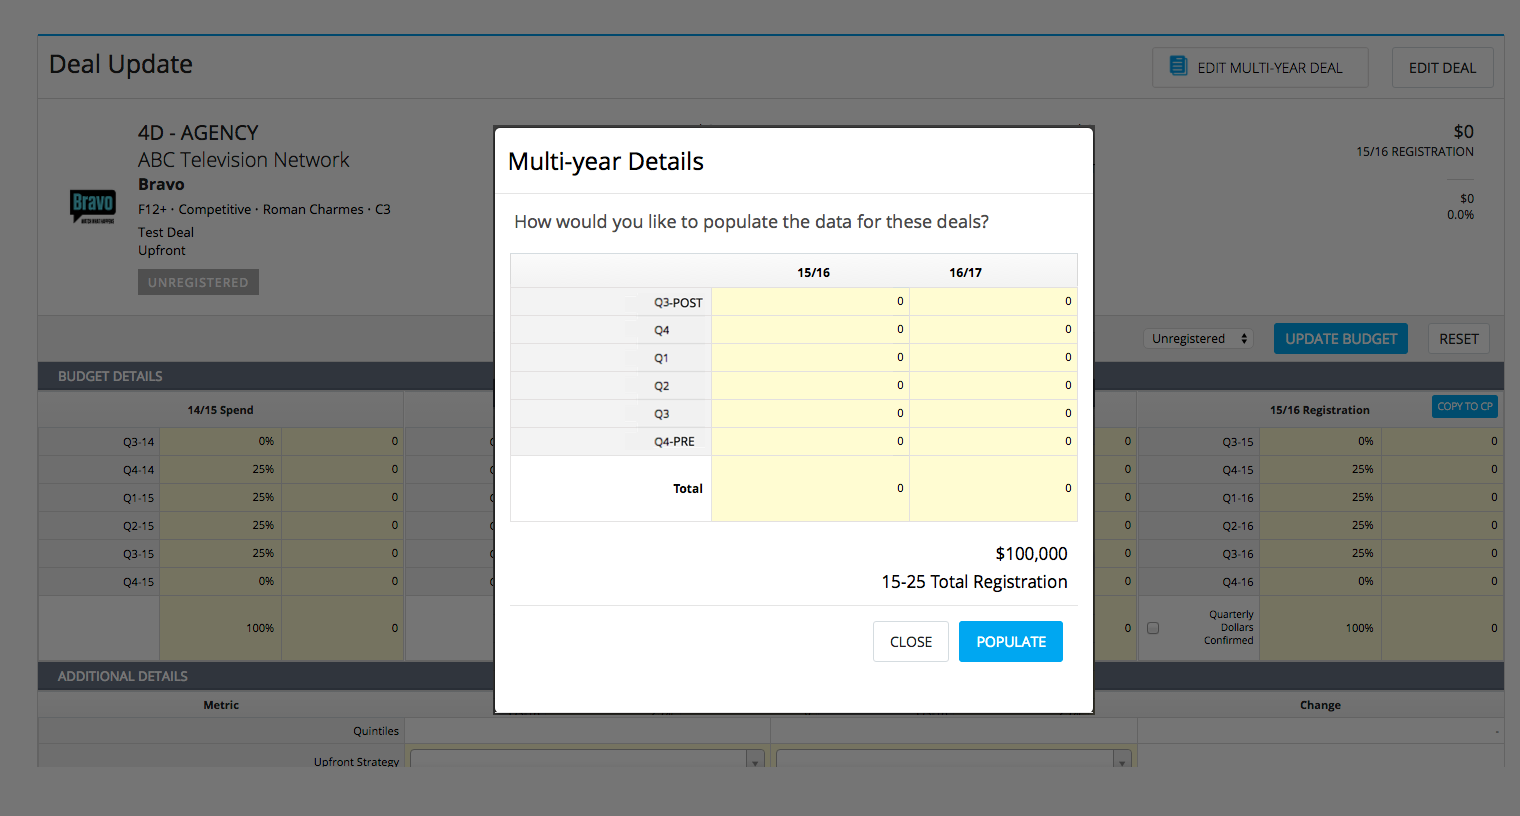 Deal Update
EDIT MULTI-YEAR DEAL
EDIT DEAL
4D - AGENCY
ABC Television Network
Bravo
F12+ · Competitive · Roman Charmes · C3
Test Deal
Upfront
UNREGISTERED
Bravo
$0
15/16 REGISTRATION
$0
0.0%
Unregistered
UPDATE BUDGET
RESET
Multi-year Details
How would you like to populate the data for these deals?
15/16 16/17
Q3-POST 0 0
Q4 0 0
Q1 0 0
Q2 0 0
Q3 0 0
Q4-PRE 0 0
Total 0 0
$100,000
15-25 Total Registration
CLOSE
POPULATE
BUDGET DETAILS
14/15 Spend
Q3-14 0% 0
Q4-14 25% 0
Q1-15 25% 0
Q2-15 25% 0
Q3-15 25% 0
Q4-15 0% 0
100% 0
15/16 Registration
COPY TO CP
0 Q3-15 0% 0
0 Q4-15 25% 0
0 Q1-16 25% 0
0 Q2-16 25% 0
0 Q3-16 25% 0
0 Q4-16 0% 0
0 Quarterly
Dollars
Confirmed
100% 0
ADDITIONAL DETAILS
Metric
Change
Quintiles
-
Upfront Strategy